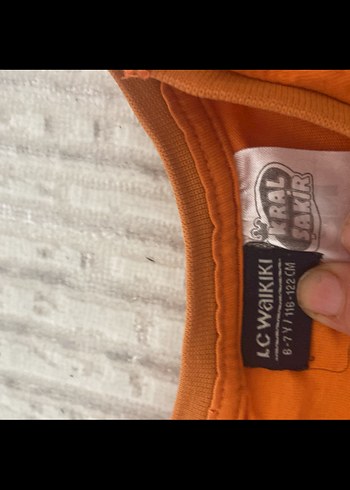 KRAL
ŞAKİR
LC WAIKIKI
6-7 Y / 116-122 CM